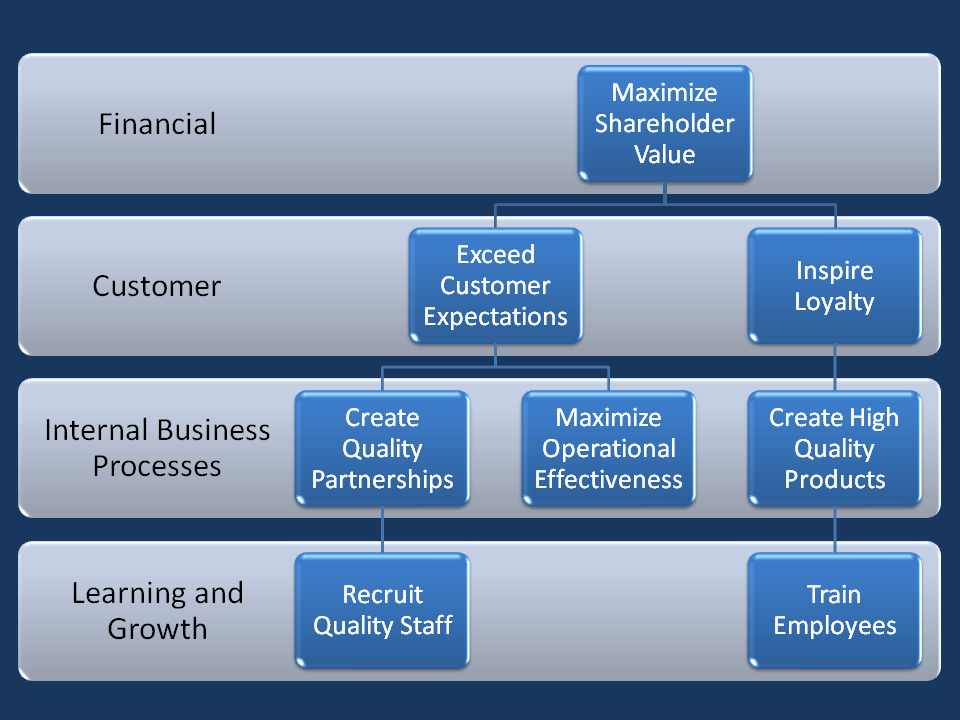 Financial
Maximize
Shareholder
Value
Customer
Exceed
Customer
Expectations
Inspire
Loyalty
Internal Business
Processes
Create
Quality
Partnerships
Maximize
Operational
Effectiveness
Create High
Quality
Products
Learning and
Growth
Recruit
Quality Staff
Train
Employees